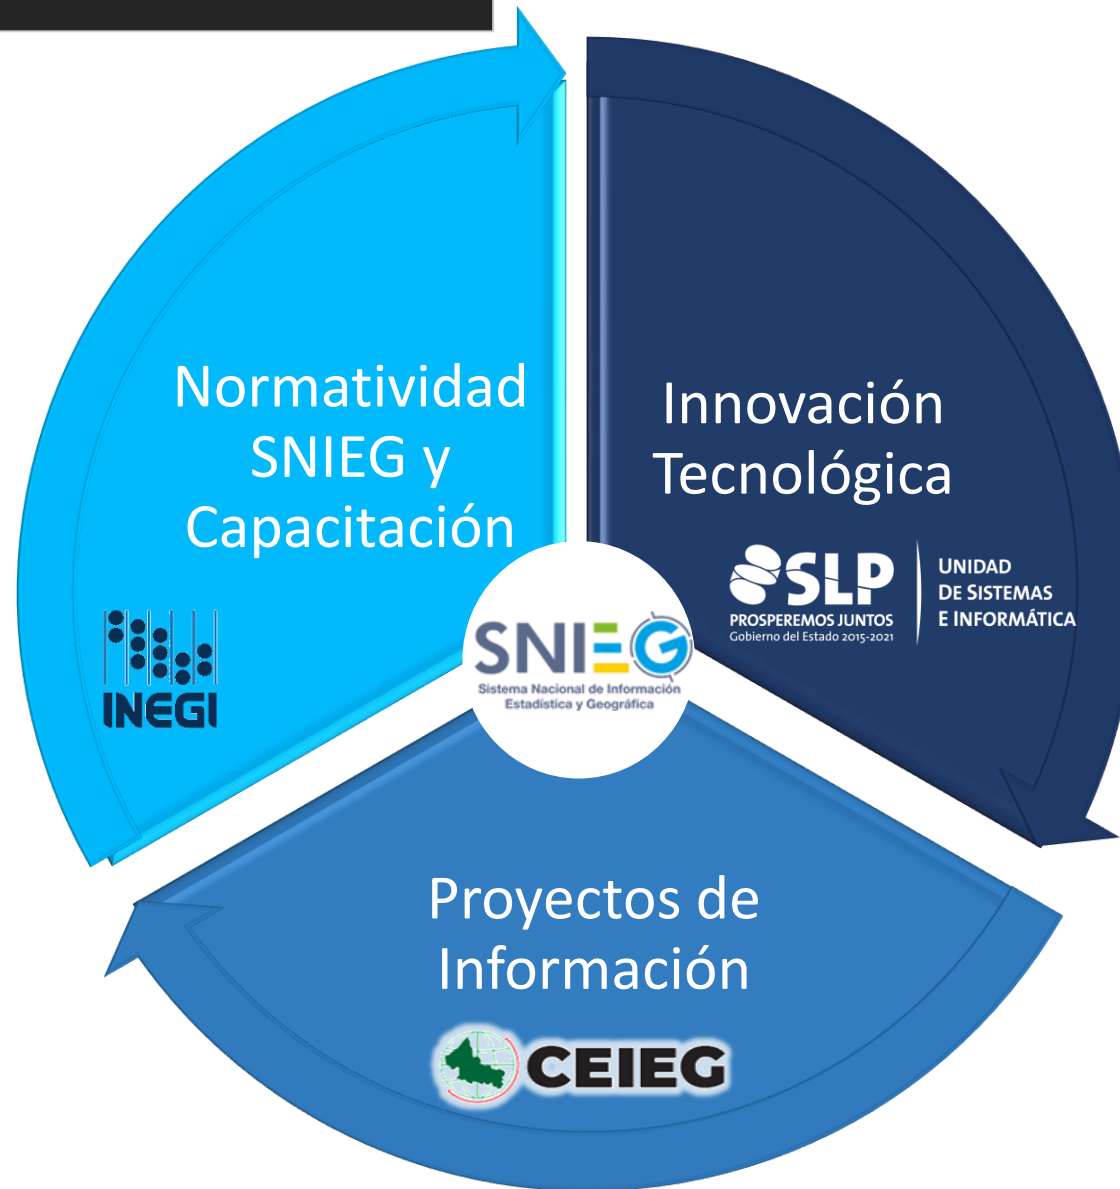 Normatividad
SNIEG y
Capacitación
INEGI
Innovación
Tecnológica
SLP
PROSPEREMOS JUNTOS
Gobierno del Estado 2015-2021
UNIDAD
DE SISTEMAS
E INFORMÁTICA
SNIEG
Sistema Nacional de Información
Estadística y Geográfica
Proyectos de
Información
CEIEG